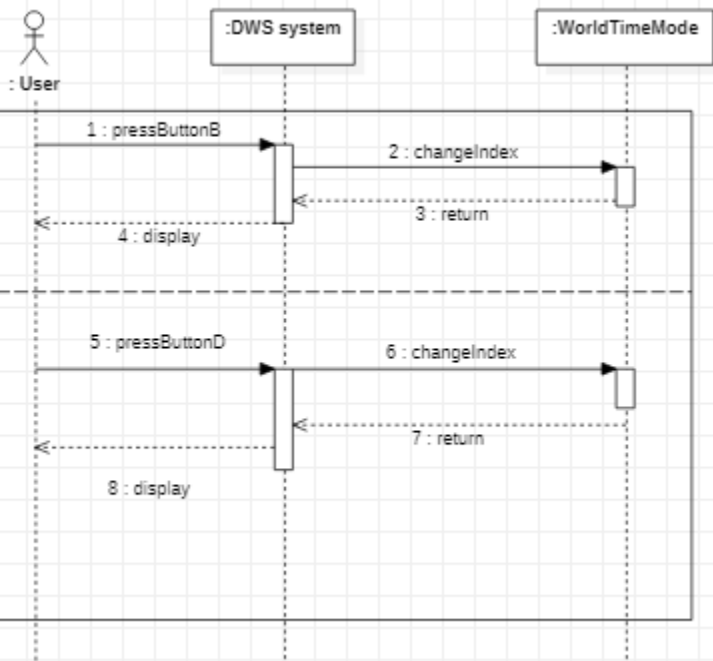 :DWS system
:WorldTimeMode
: User
1 : pressButtonB
2 : changeIndex
3 : return
4 : display
5 : pressButtonD
6 : changeIndex
7 : return
8 : display